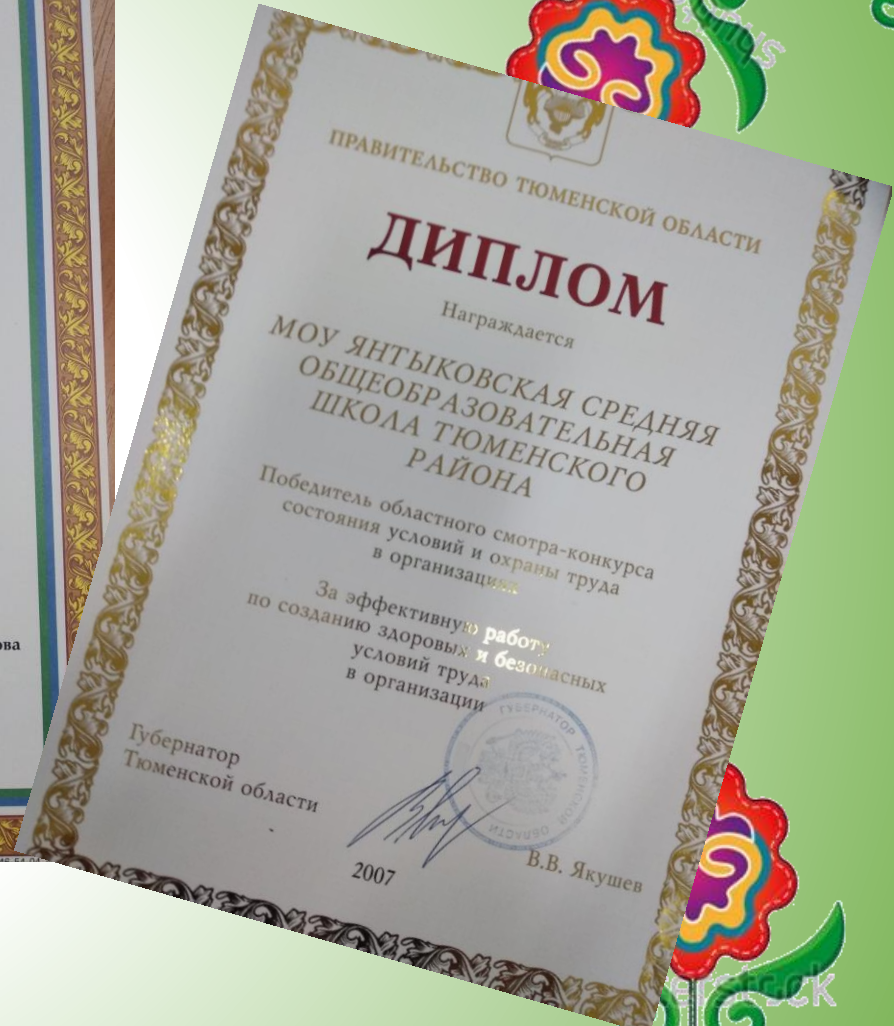 ПРАВИТЕЛЬСТВО ТЮМЕНСКОЙ ОБЛАСТИ
ДИПЛОМ
Награждается
МОУ ЯНТЫКОВСКАЯ СРЕДНЯЯ
ОБЩЕОБРАЗОВАТЕЛЬНАЯ
ШКОЛА ТЮМЕНСКОГО
РАЙОНА
Победитель областного смотра-конкурса
состояния условий и охраны труда
в организациях
За эффективную работу
по созданию здоровых и безопасных
условий труда
в организации
Губернатор
Тюменской области
ГУБЕРНАТОР ТЮМЕНСКОЙ ОБЛАСТИ
В.В. Якушев
2007